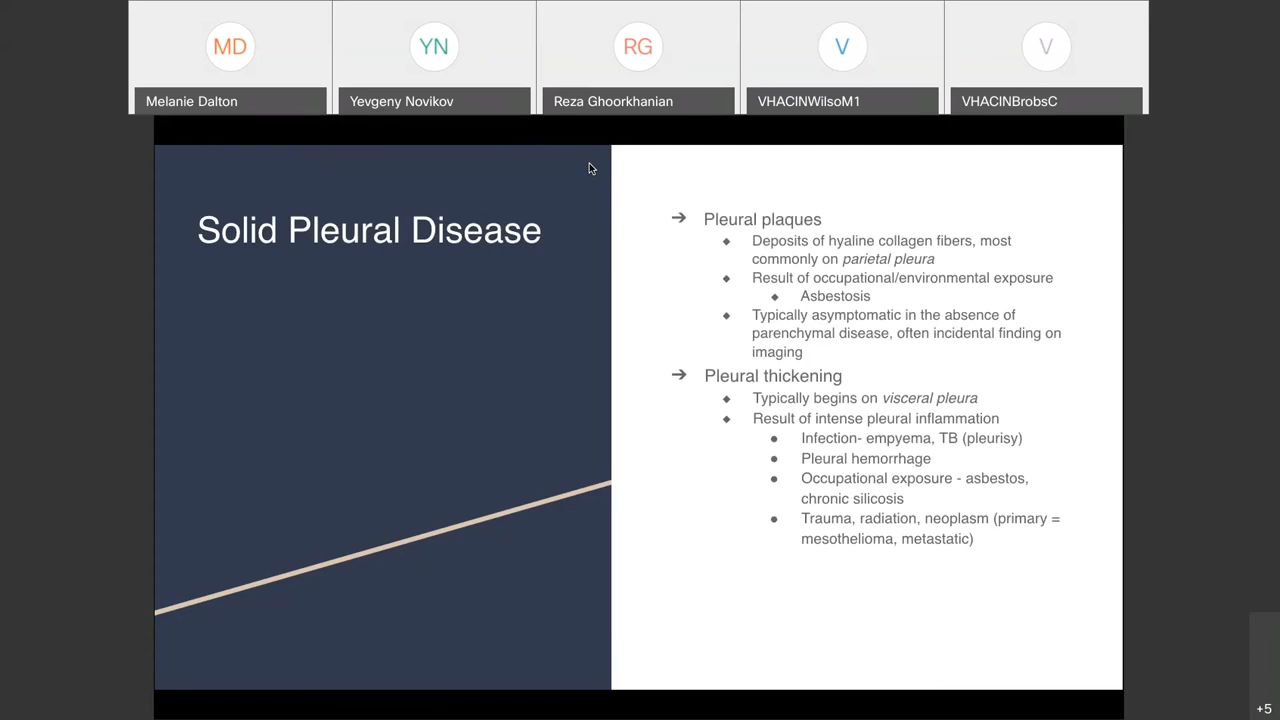 MD
YN
RG
V
V
Melanie Dalton
Yevgeny Novikov
Reza Ghoorkhanian
VHACINWilsoM1
VHACINBrobsC
Solid Pleural Disease
➔ Pleural plaques
◆ Deposits of hyaline collagen fibers, most
commonly on parietal pleura
◆ Result of occupational/environmental exposure
◆ Asbestosis
◆ Typically asymptomatic in the absence of
parenchymal disease, often incidental finding on
imaging
➔ Pleural thickening
◆ Typically begins on visceral pleura
◆ Result of intense pleural inflammation
● Infection- empyema, TB (pleurisy)
● Pleural hemorrhage
● Occupational exposure - asbestos,
chronic silicosis
● Trauma, radiation, neoplasm (primary =
mesothelioma, metastatic)
+5